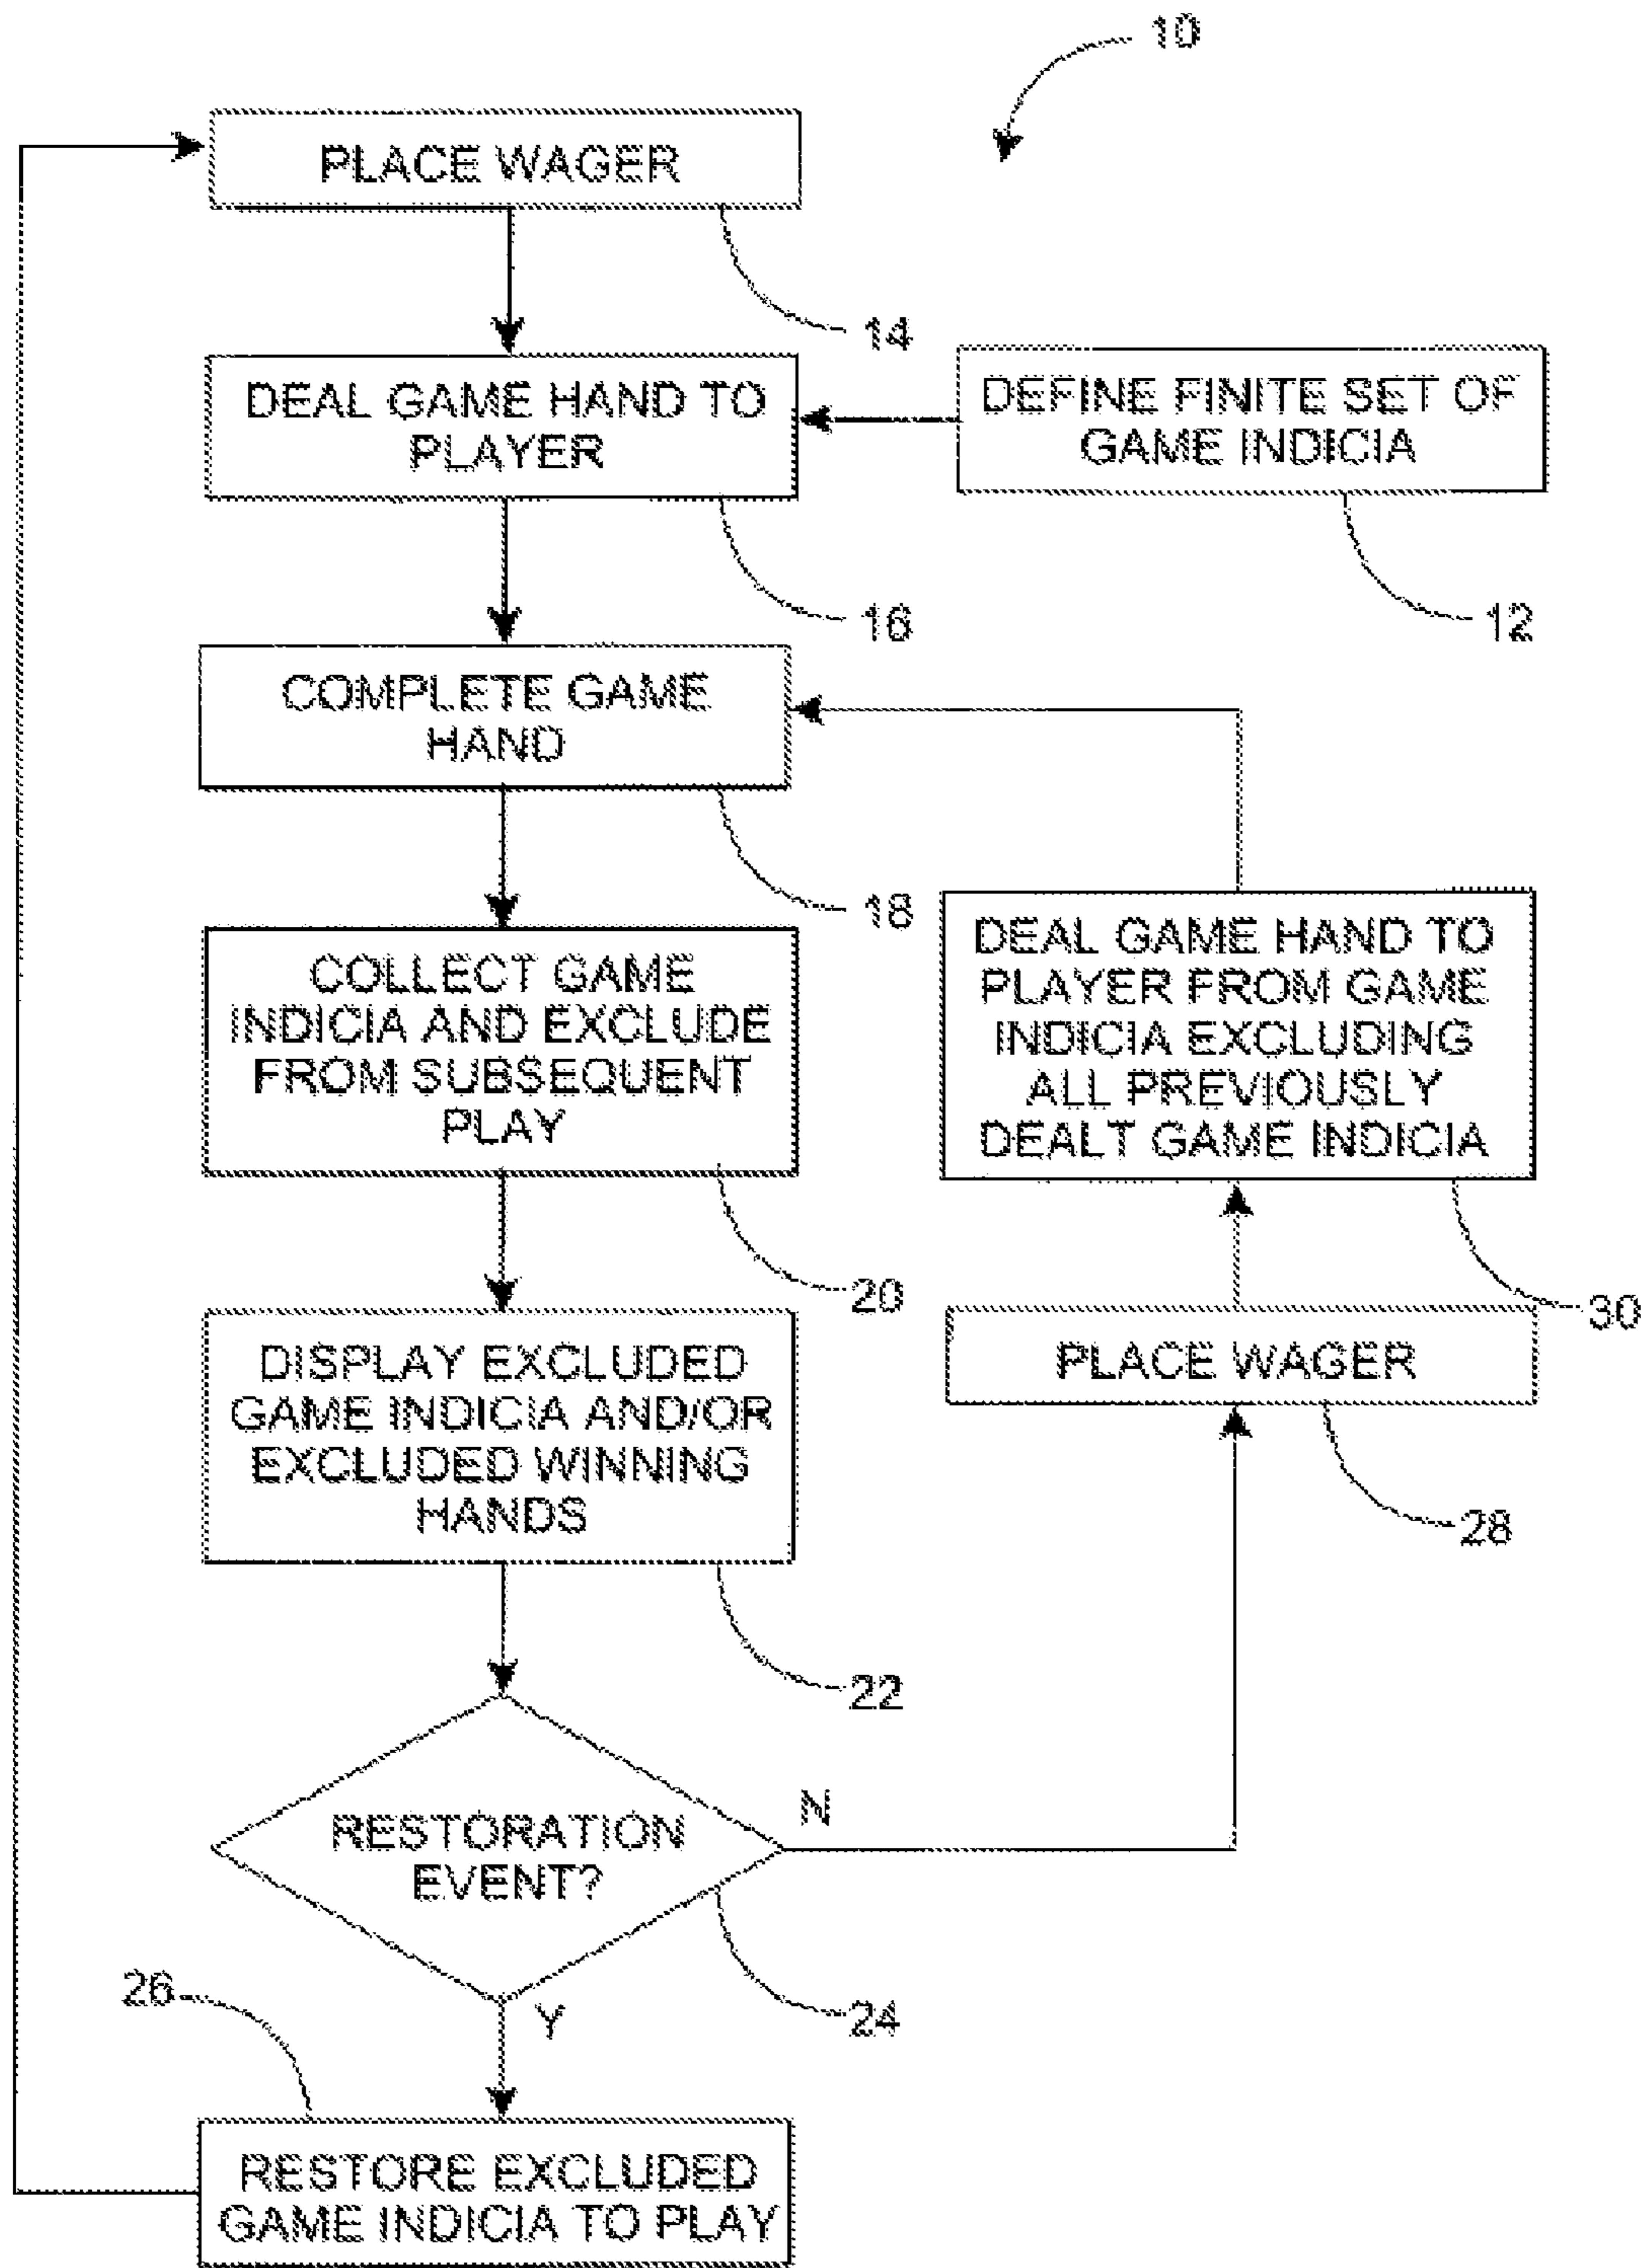 10
PLACE WAGER
14
DEAL GAME HAND TO
PLAYER
16
DEFINE FINITE SET OF
GAME INDICIA
12
COMPLETE GAME
HAND
18
COLLECT GAME
INDICIA AND EXCLUDE
FROM SUBSEQUENT
PLAY
20
DEAL GAME HAND TO
PLAYER FROM GAME
INDICIA EXCLUDING
ALL PREVIOUSLY
DEALT GAME INDICIA
30
DISPLAY EXCLUDED
GAME INDICIA AND/OR
EXCLUDED WINNING
HANDS
22
PLACE WAGER
28
RESTORATION
EVENT?
N
24
Y
26
RESTORE EXCLUDED
GAME INDICIA TO PLAY